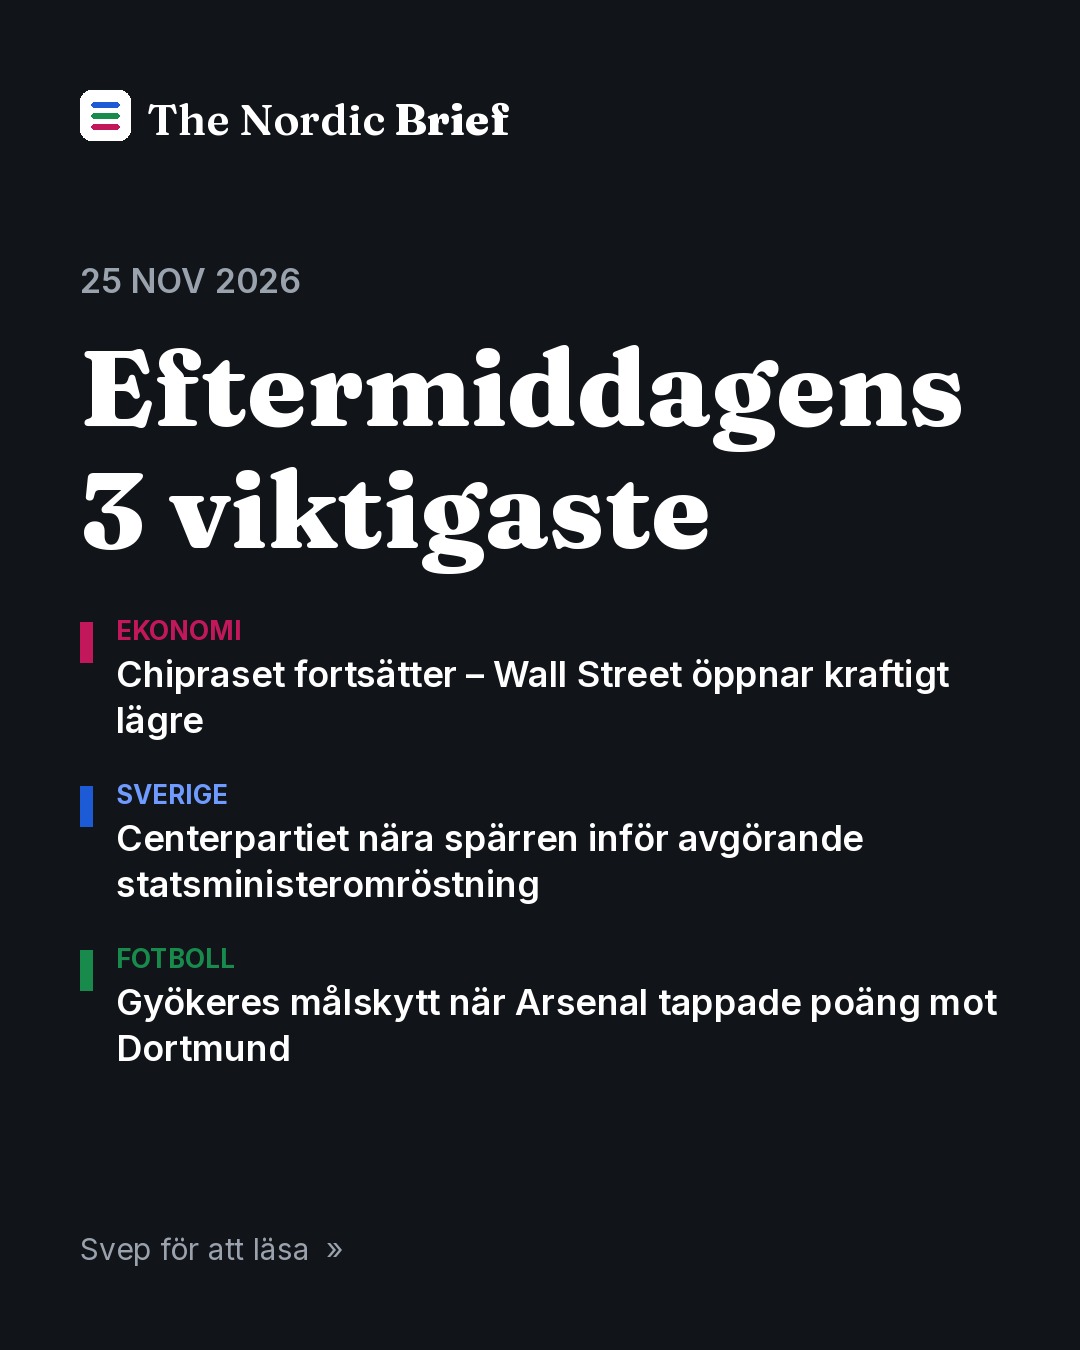 The Nordic Brief
25 NOV 2026
Eftermiddagens
3 viktigaste
EKONOMI
Chipraset fortsätter – Wall Street öppnar kraftigt
lägre
SVERIGE
Centerpartiet nära spärren inför avgörande
statsministeromröstning
FOTBOLL
Gyökeres målskytt när Arsenal tappade poäng mot
Dortmund
Svep för att läsa »